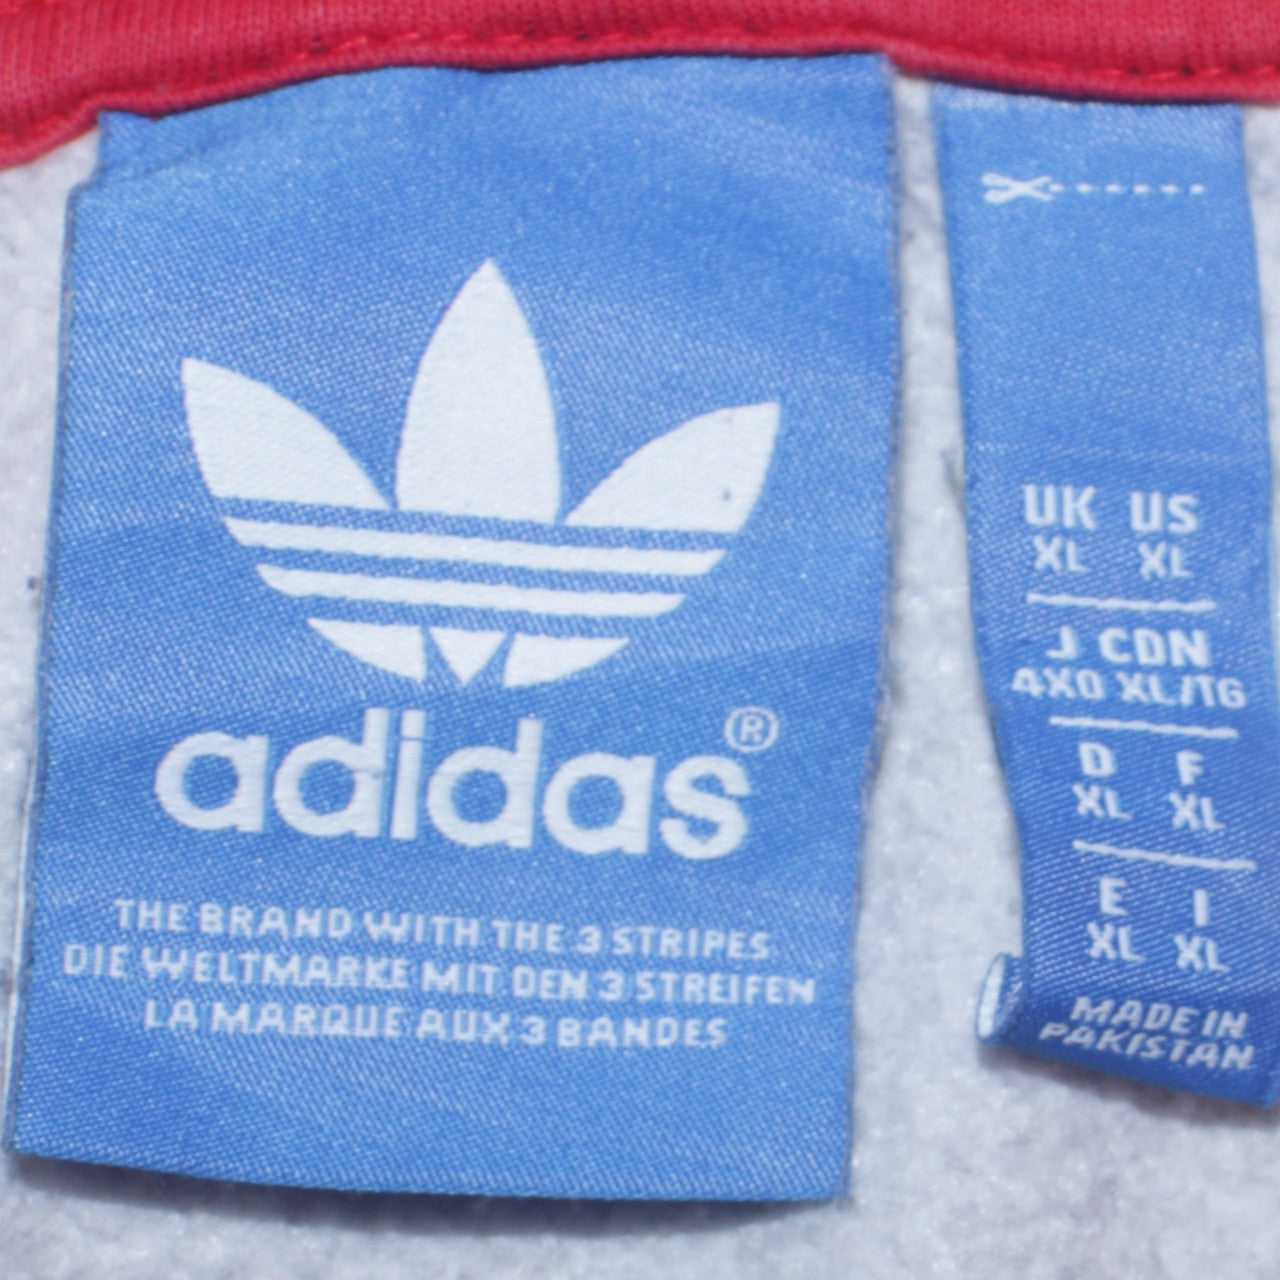 adidas®
THE BRAND WITH THE 3 STRIPES
DIE WELTMARKE MIT DEN 3 STREIFEN
LA MARQUE AUX 3 BANDES
UK US
XL XL
J CDN
4XO XL/TG
D F
XL XL
E I
XL XL
MADE IN
PAKISTAN